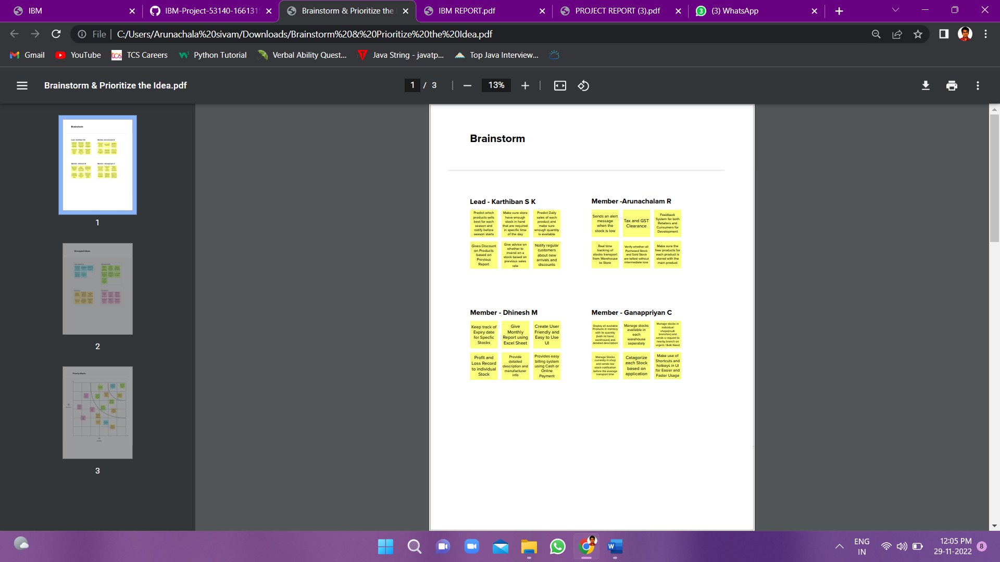 IBM
IBM-Project-53140-166131
Brainstorm & Prioritize the
IBM REPORT.pdf
PROJECT REPORT (3).pdf
3
(3) WhatsApp
File
C:/Users/Arunachala%20sivam/Downloads/Brainstorm%20&%20Prioritize%20the%20Idea.pdf
Gmail
YouTube
tcs
TCS Careers
Python Tutorial
Verbal Ability Quest...
Java String - javatp...
Top Java Interview...
Brainstorm & Prioritize the Idea.pdf
1 / 3
13%
Brainstorm
1
Grouped Ideas
2
Priority Matrix
3
Brainstorm
Lead - Karthiban S K
Predict which
products sells
best for each
season and
notify before
season starts
Make sure store
have enough
stock in hand
that are required
in specific time
of the day
Predict Daily
sales of each
product and
make sure
enough quantity
is available
Gives Discount
on Products
based on
Previous
Report
Give advice on
whether to
inverst on a
stock based on
previous sales
rate
Notify regular
customers
about new
arrivals and
discounts
Member -Arunachalam R
Sends an alert
message
when the
stock is low
Tax and GST
Clearance
Feedback
System for both
Retaliers and
Cunsumers for
Development
Real time
tracking of
stocks transport
from Warehouse
to Store
Verify whether all
Puchased Stock
and Sold Stock
are tallied without
intermediate loss
Make sure the
free products for
each product is
stored with the
main product
Member - Dhinesh M
Keep track of
Expiry date
for Specfic
Stocks
Give
Monthly
Report using
Excel Sheet
Create User
Friendly and
Easy to Use
UI
Profit and
Loss Record
to individual
Stock
Provide
detailed
description and
manufacturer
info
Provides easy
billing system
using Cash or
Online
Payment
Member - Ganappriyan C
Display all available
Products in inentory
with its quantity
(both int hand,
warehouse) and
detailed description
Manage stocks
available in
each
warehouse
seperately
Manage stocks in
individual
shops(multi
branches) and
sends a request to
nearby branch on
urgent / Bulk Need
Manage Stocks
currently in shop
and sends low
stock notification
before the avarage
transport time
Catagorize
each Stock
based on
application
Make use of
Shortcuts and
hotkeys in UI
for Easier and
Faster Usage
W
ENG
IN
12:05 PM
29-11-2022
8